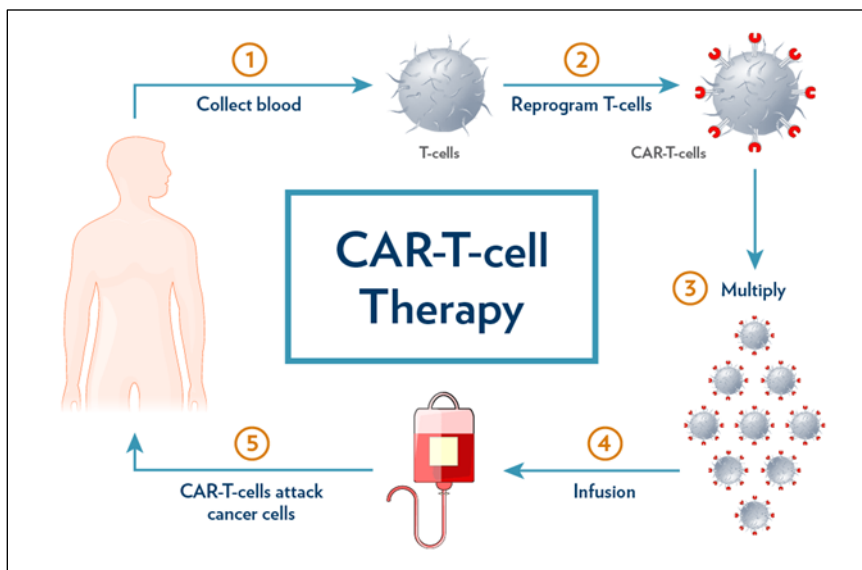 1
Collect blood
T-cells
2
Reprogram T-cells
CAR-T-cells
CAR-T-cell
Therapy
3
Multiply
4
Infusion
5
CAR-T-cells attack
cancer cells